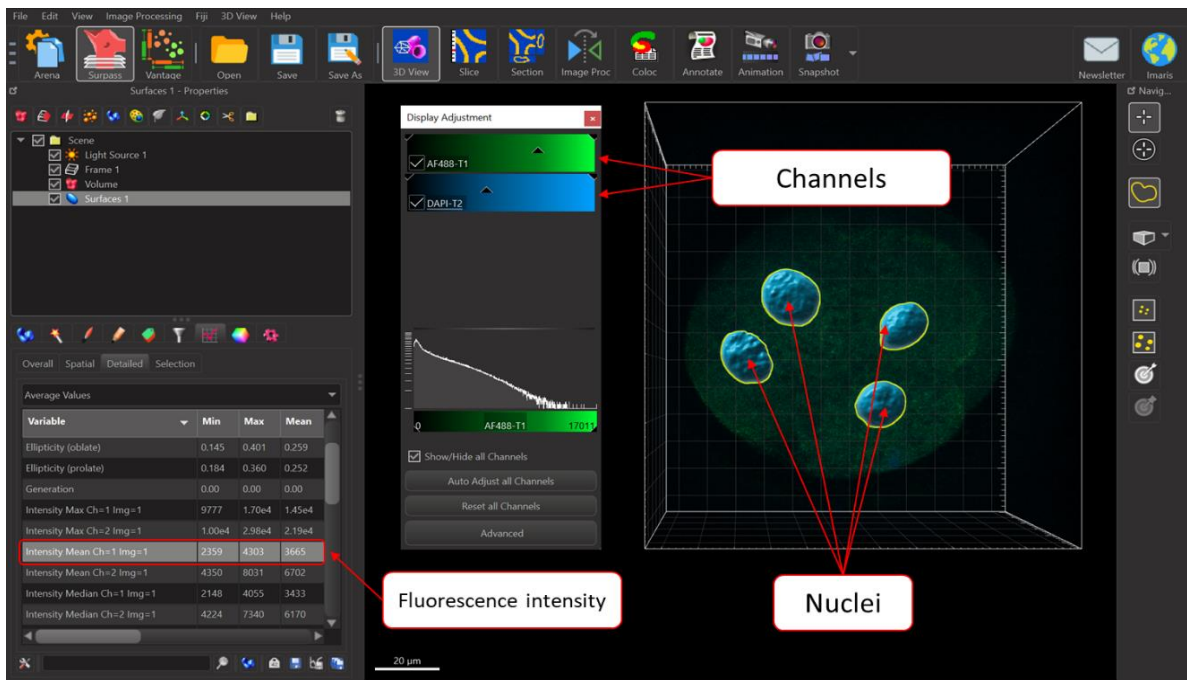 File Edit View Image Processing Fiji 3D View Help
Arena Surpass Vantage Open Save Save As 3D View Slice Section Image Proc Coloc Annotate Animation Snapshot Newsletter Imaris
Surfaces 1 - Properties
Navig...
Scene
Light Source 1
Frame 1
Volume
Surfaces 1
Overall Spatial Detailed Selection
Average Values
Variable Min Max Mean
Ellipticity (oblate) 0.145 0.401 0.259
Ellipticity (prolate) 0.184 0.360 0.252
Generation 0.00 0.00 0.00
Intensity Max Ch=1 Img=1 9777 1.70e4 1.45e4
Intensity Max Ch=2 Img=1 1.00e4 2.98e4 2.19e4
Intensity Mean Ch=1 Img=1 2359 4303 3665
Intensity Mean Ch=2 Img=1 4350 8031 6702
Intensity Median Ch=1 Img=1 2148 4055 3433
Intensity Median Ch=2 Img=1 4224 7340 6170
Display Adjustment
AF488-T1
DAPI-T2
0 AF488-T1 17011
Show/Hide all Channels
Auto Adjust all Channels
Reset all Channels
Advanced
Channels
Fluorescence intensity
Nuclei
20 µm